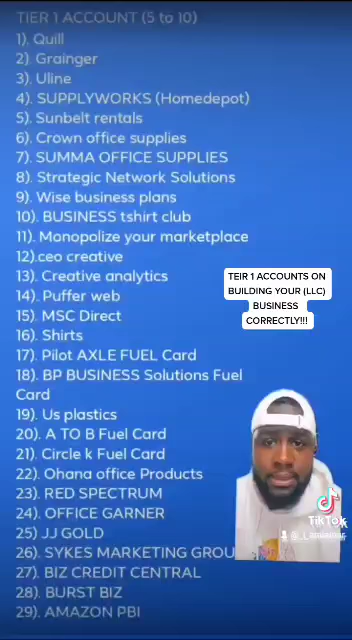 TIER 1 ACCOUNT (5 to 10)
1). Quill
2). Grainger
3). Uline
4). SUPPLYWORKS (Homedepot)
5). Sunbelt rentals
6). Crown office supplies
7). SUMMA OFFICE SUPPLIES
8). Strategic Network Solutions
9). Wise business plans
10). BUSINESS tshirt club
11). Monopolize your marketplace
12).ceo creative
13). Creative analytics
14). Puffer web
15). MSC Direct
16). Shirts
17). Pilot AXLE FUEL Card
18). BP BUSINESS Solutions Fuel
Card
19). Us plastics
20). A TO B Fuel Card
21). Circle k Fuel Card
22). Ohana office Products
23). RED SPECTRUM
24). OFFICE GARNER
25) JJ GOLD
26). SYKES MARKETING GROU
27). BIZ CREDIT CENTRAL
28). BURST BIZ
29). AMAZON PBI
TEIR 1 ACCOUNTS ON
BUILDING YOUR (LLC)
BUSINESS
CORRECTLY!!!
TikTok